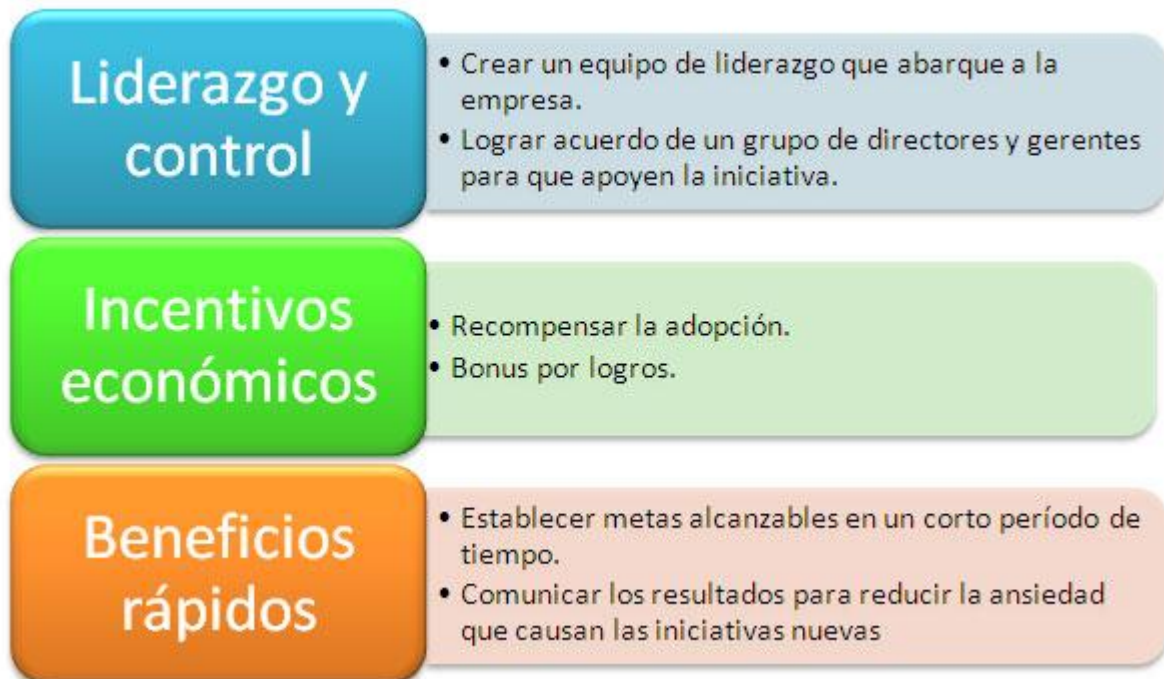 Liderazgo y
control
• Crear un equipo de liderazgo que abarque a la
empresa.
• Lograr acuerdo de un grupo de directores y gerentes
para que apoyen la iniciativa.
Incentivos
económicos
• Recompensar la adopción.
• Bonus por logros.
Beneficios
rápidos
• Establecer metas alcanzables en un corto período de
tiempo.
• Comunicar los resultados para reducir la ansiedad
que causan las iniciativas nuevas